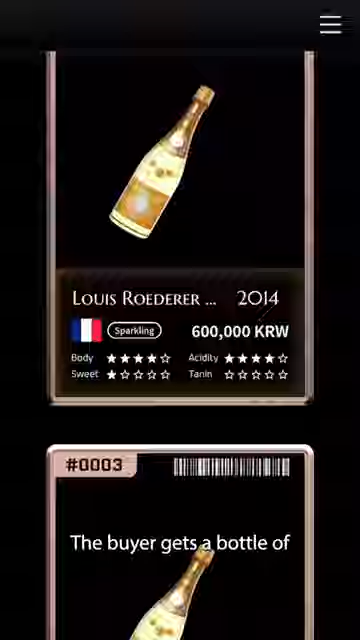 Louis Roederer ... 2014
Sparkling 600,000 KRW
Body Acidity
Sweet Tanin
#0003
The buyer gets a bottle of